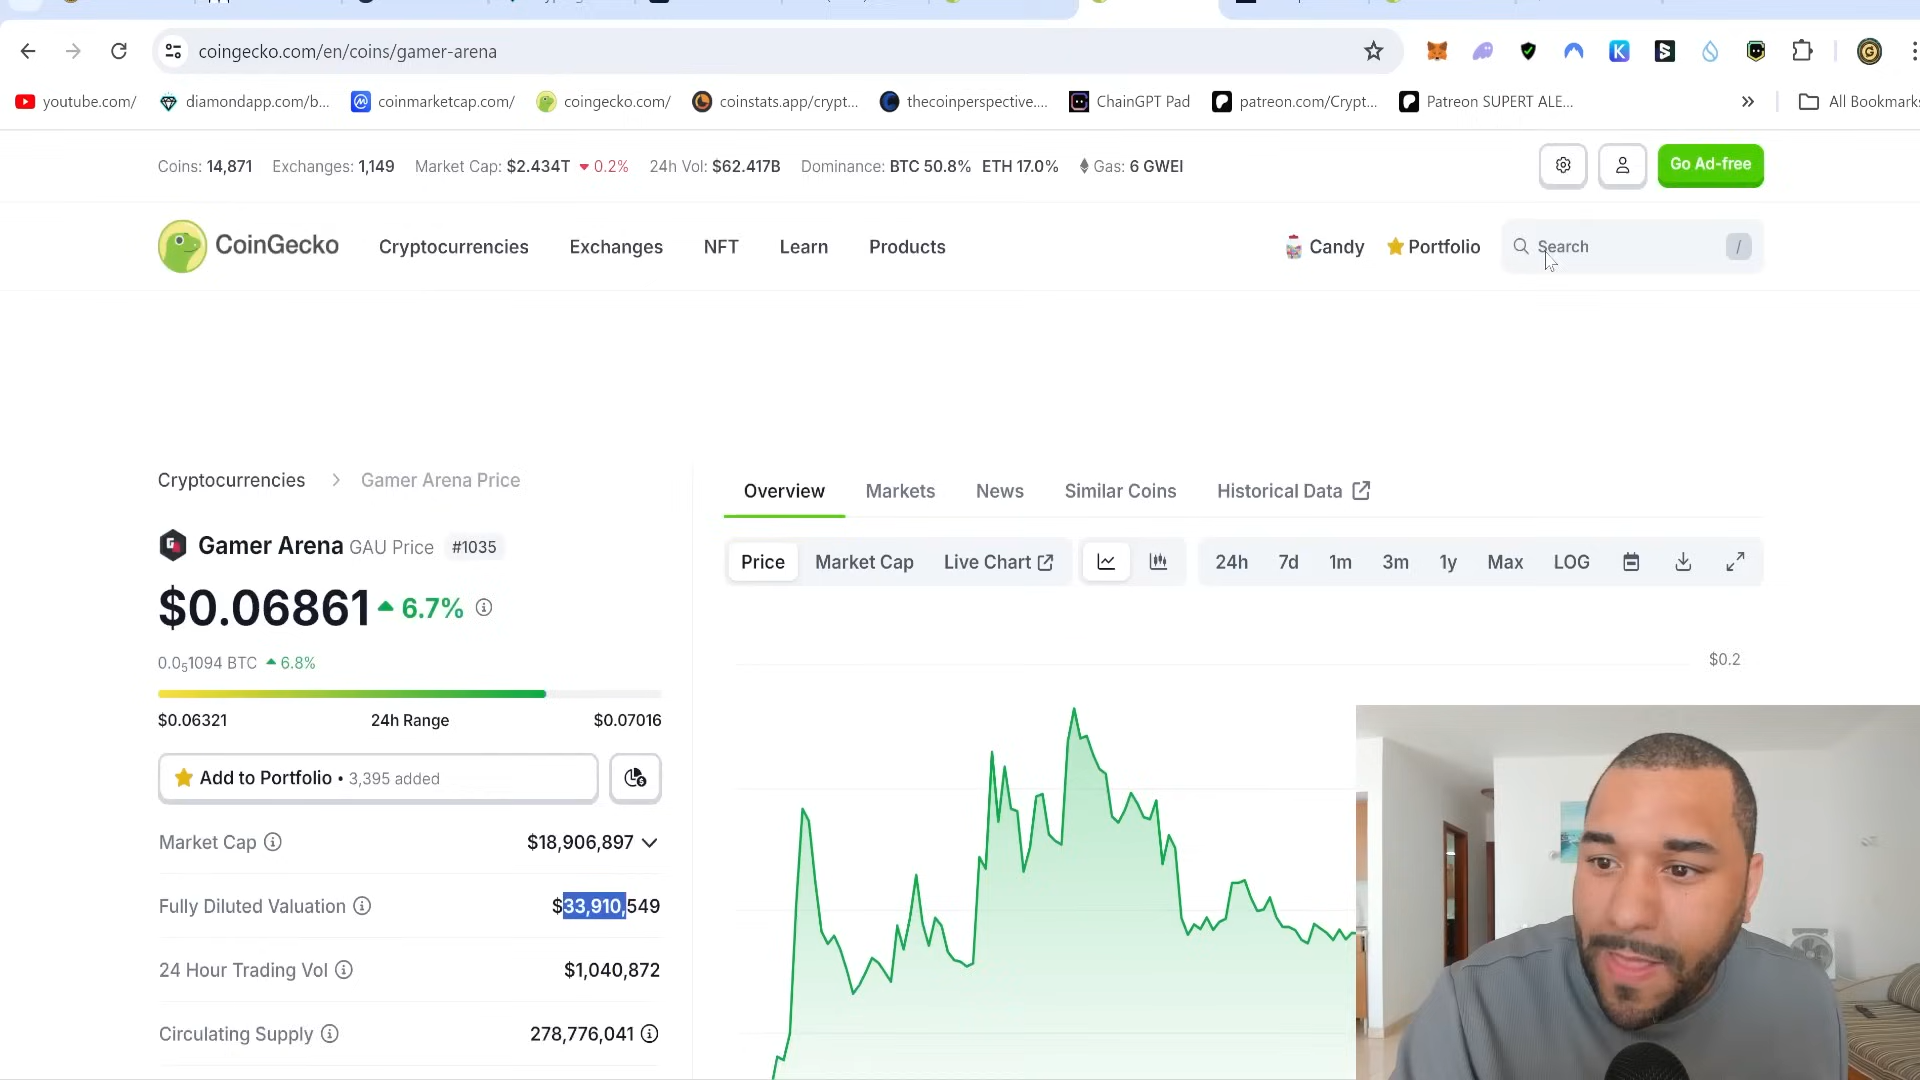 coingecko.com/en/coins/gamer-arena
youtube.com/ diamondapp.com/b... coinmarketcap.com/ coingecko.com/ coinstats.app/crypt... thecoinperspective.... ChainGPT Pad patreon.com/Crypt... Patreon SUPERT ALE... » All Bookmarks
Coins: 14,871 Exchanges: 1,149 Market Cap: $2.434T 0.2% 24h Vol: $62.417B Dominance: BTC 50.8% ETH 17.0% Gas: 6 GWEI
Go Ad-free
CoinGecko Cryptocurrencies Exchanges NFT Learn Products Candy Portfolio Search /
Cryptocurrencies > Gamer Arena Price
Gamer Arena GAU Price #1035
$0.06861 6.7%
0.0₅1094 BTC 6.8%
$0.06321 24h Range $0.07016
Add to Portfolio • 3,395 added
Market Cap $18,906,897
Fully Diluted Valuation $33,910,549
24 Hour Trading Vol $1,040,872
Circulating Supply 278,776,041
Overview Markets News Similar Coins Historical Data
Price Market Cap Live Chart 24h 7d 1m 3m 1y Max LOG
$0.2